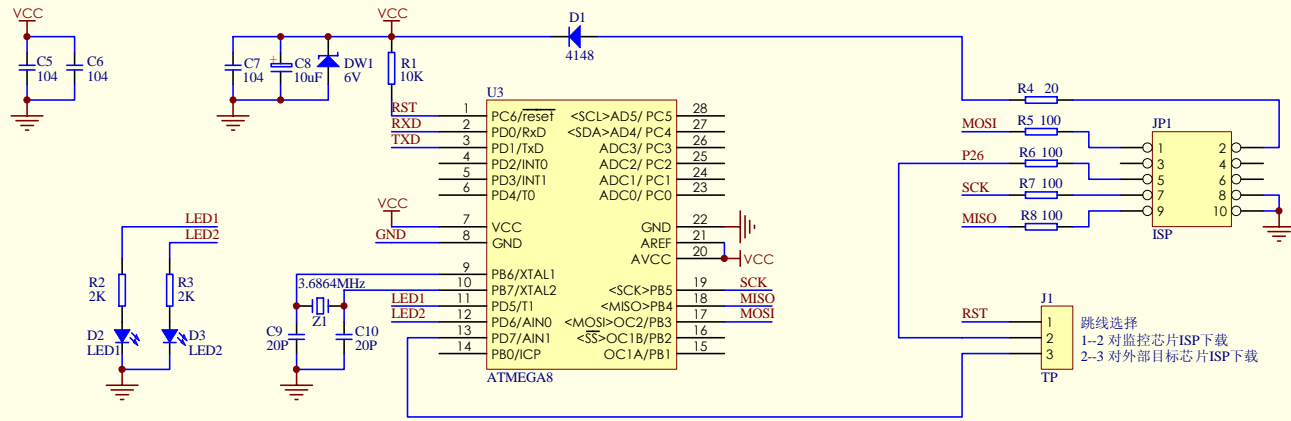 VCC
C5
104
C6
104
C7
104
C8
10uF
+
DW1
6V
VCC
R1
10K
D1
4148
U3
RST
RXD
TXD
1
2
3
4
5
6
PC6/reset
PD0/RxD
PD1/TxD
PD2/INT0
PD3/INT1
PD4/T0
<SCL>AD5/ PC5
<SDA>AD4/ PC4
ADC3/ PC3
ADC2/ PC2
ADC1/ PC1
ADC0/ PC0
28
27
26
25
24
23
VCC
GND
7
8
VCC
GND
GND
AREF
AVCC
22
21
20
VCC
9
10
11
12
13
14
PB6/XTAL1
PB7/XTAL2
PD5/T1
PD6/AIN0
PD7/AIN1
PB0/ICP
<SCK>PB5
<MISO>PB4
<MOSI>OC2/PB3
<SS>OC1B/PB2
OC1A/PB1
19
18
17
16
15
SCK
MISO
MOSI
ATMEGA8
LED1
LED2
R2
2K
R3
2K
D2
LED1
D3
LED2
3.6864MHz
Z1
LED1
LED2
C9
20P
C10
20P
R4 20
MOSI
R5 100
P26
R6 100
SCK
R7 100
MISO
R8 100
JP1
1
2
3
4
5
6
7
8
9
10
ISP
J1
RST
1
2
3
TP
跳线选择
1--2 对监控芯片ISP下载
2--3 对外部目标芯片ISP下载